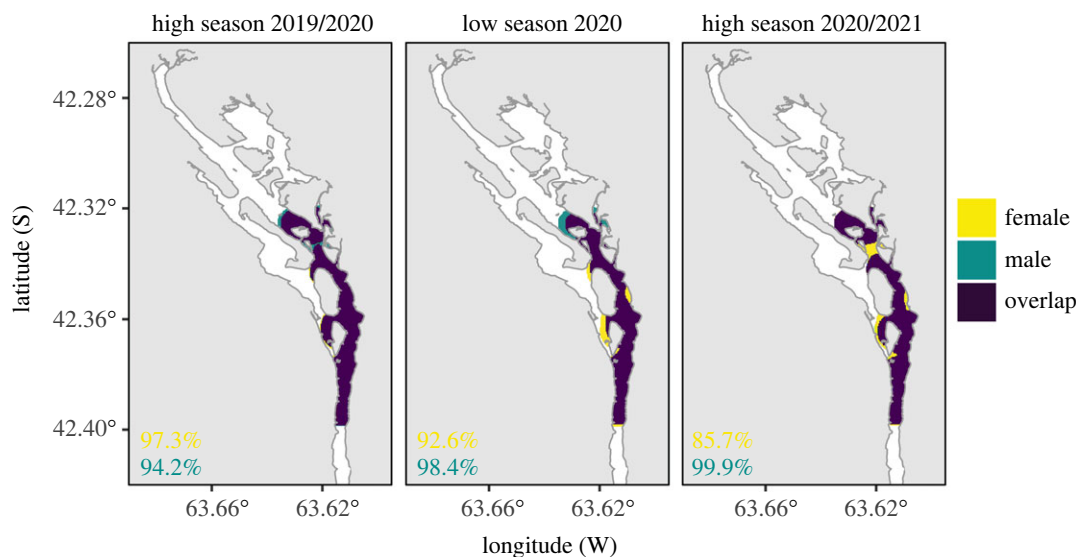 high season 2019/2020
low season 2020
high season 2020/2021
latitude (S)
42.28°
42.32°
42.36°
42.40°
97.3%
94.2%
92.6%
98.4%
85.7%
99.9%
63.66°
63.62°
63.66°
63.62°
63.66°
63.62°
longitude (W)
female
male
overlap